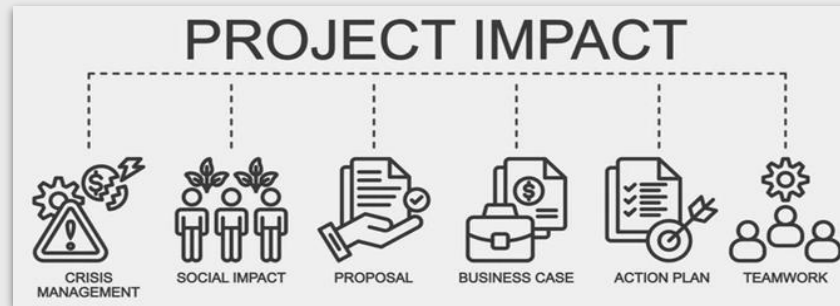 PROJECT IMPACT
CRISIS
MANAGEMENT
SOCIAL IMPACT
PROPOSAL
BUSINESS CASE
ACTION PLAN
TEAMWORK